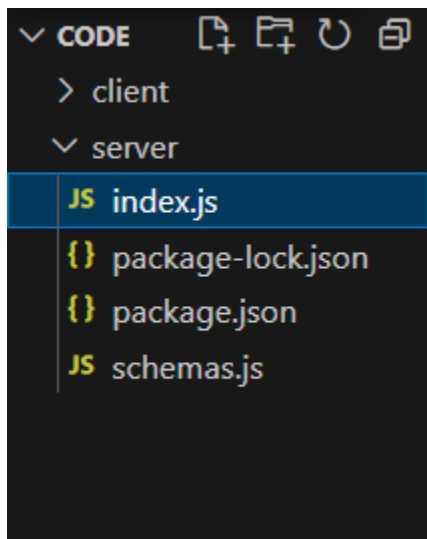 CODE
client
server
JS index.js
{} package-lock.json
{} package.json
JS schemas.js